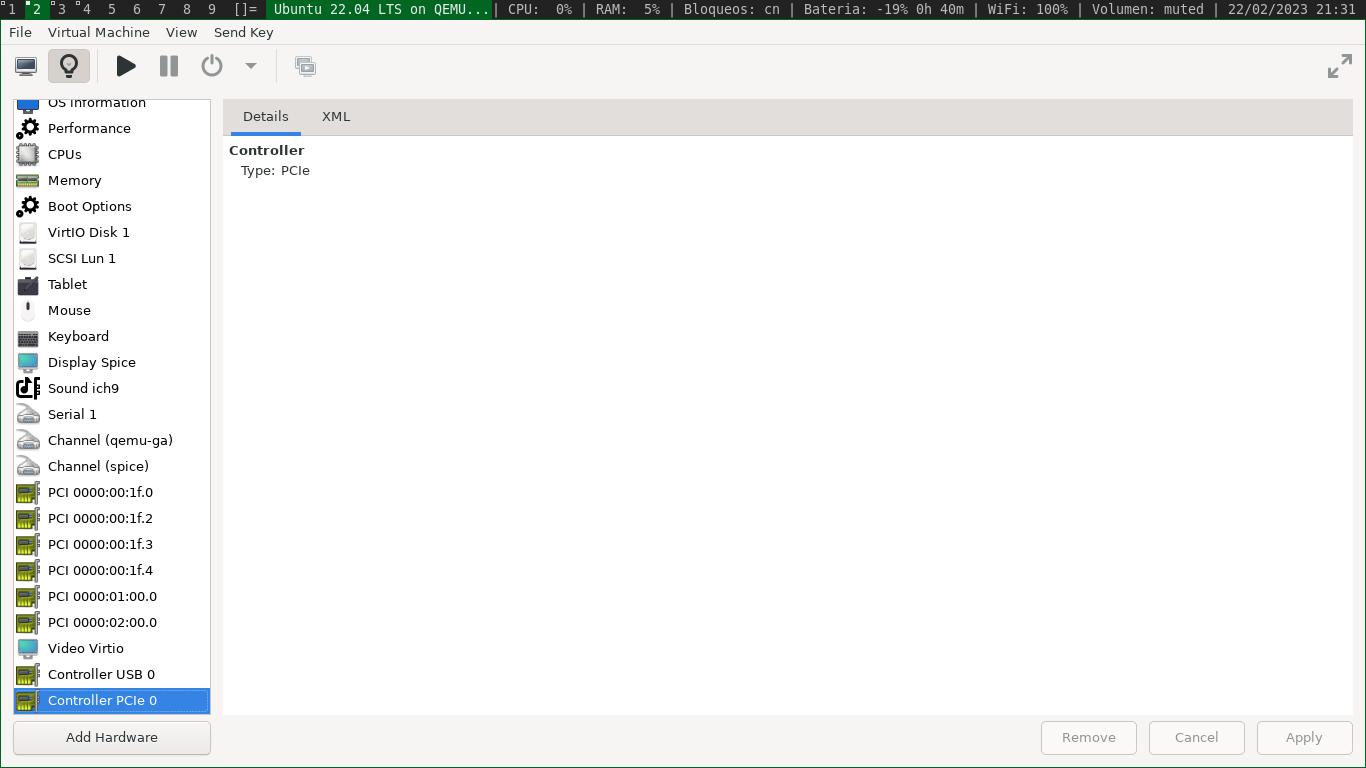 1 2 3 4 5 6 7 8 9 []= Ubuntu 22.04 LTS on QEMU...| CPU:  0% | RAM:  5% | Bloqueos: cn | Bateria: -19% 0h 40m | WiFi: 100% | Volumen: muted | 22/02/2023 21:31
File Virtual Machine View Send Key
OS information
Performance
CPUs
Memory
Boot Options
VirtIO Disk 1
SCSI Lun 1
Tablet
Mouse
Keyboard
Display Spice
Sound ich9
Serial 1
Channel (qemu-ga)
Channel (spice)
PCI 0000:00:1f.0
PCI 0000:00:1f.2
PCI 0000:00:1f.3
PCI 0000:00:1f.4
PCI 0000:01:00.0
PCI 0000:02:00.0
Video Virtio
Controller USB 0
Controller PCIe 0
Add Hardware
Details XML
Controller
Type: PCIe
Remove Cancel Apply